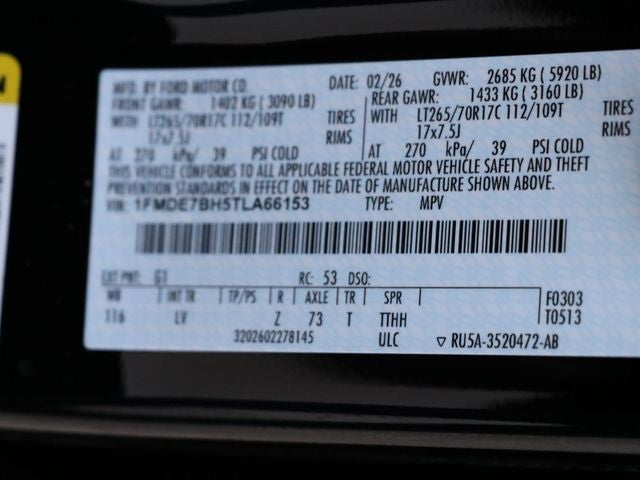 MFD. BY FORD MOTOR CO. DATE: 02/26 GVWR: 2685 KG ( 5920 LB)
FRONT GAWR: 1402 KG ( 3090 LB) REAR GAWR: 1433 KG ( 3160 LB)
WITH LT265/70R17C 112/109T TIRES WITH LT265/70R17C 112/109T TIRES
17x7.5J RIMS 17x7.5J RIMS
AT 270 kPa/ 39 PSI COLD AT 270 kPa/ 39 PSI COLD
THIS VEHICLE CONFORMS TO ALL APPLICABLE FEDERAL MOTOR VEHICLE SAFETY AND THEFT
PREVENTION STANDARDS IN EFFECT ON THE DATE OF MANUFACTURE SHOWN ABOVE.
VIN: 1FMDE7BH5TLA66153 TYPE: MPV
EXT PNT: G1 RC: 53 DSO:
WB INT TR TP/PS R AXLE TR SPR F0303
116 LV Z 73 T TTHH T0513
3202602278145 ULC ▽ RU5A-3520472-AB